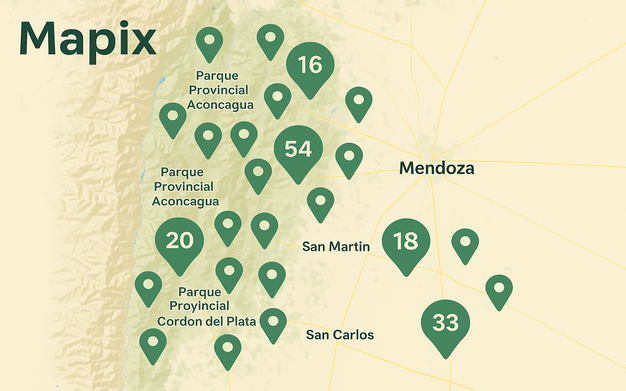 Mapix
16
Parque
Provincial
Aconcagua
54
Mendoza
Parque
Provincial
Aconcagua
20
San Martin
18
Parque
Proyincial
Cordon del Plata
33
San Carlos